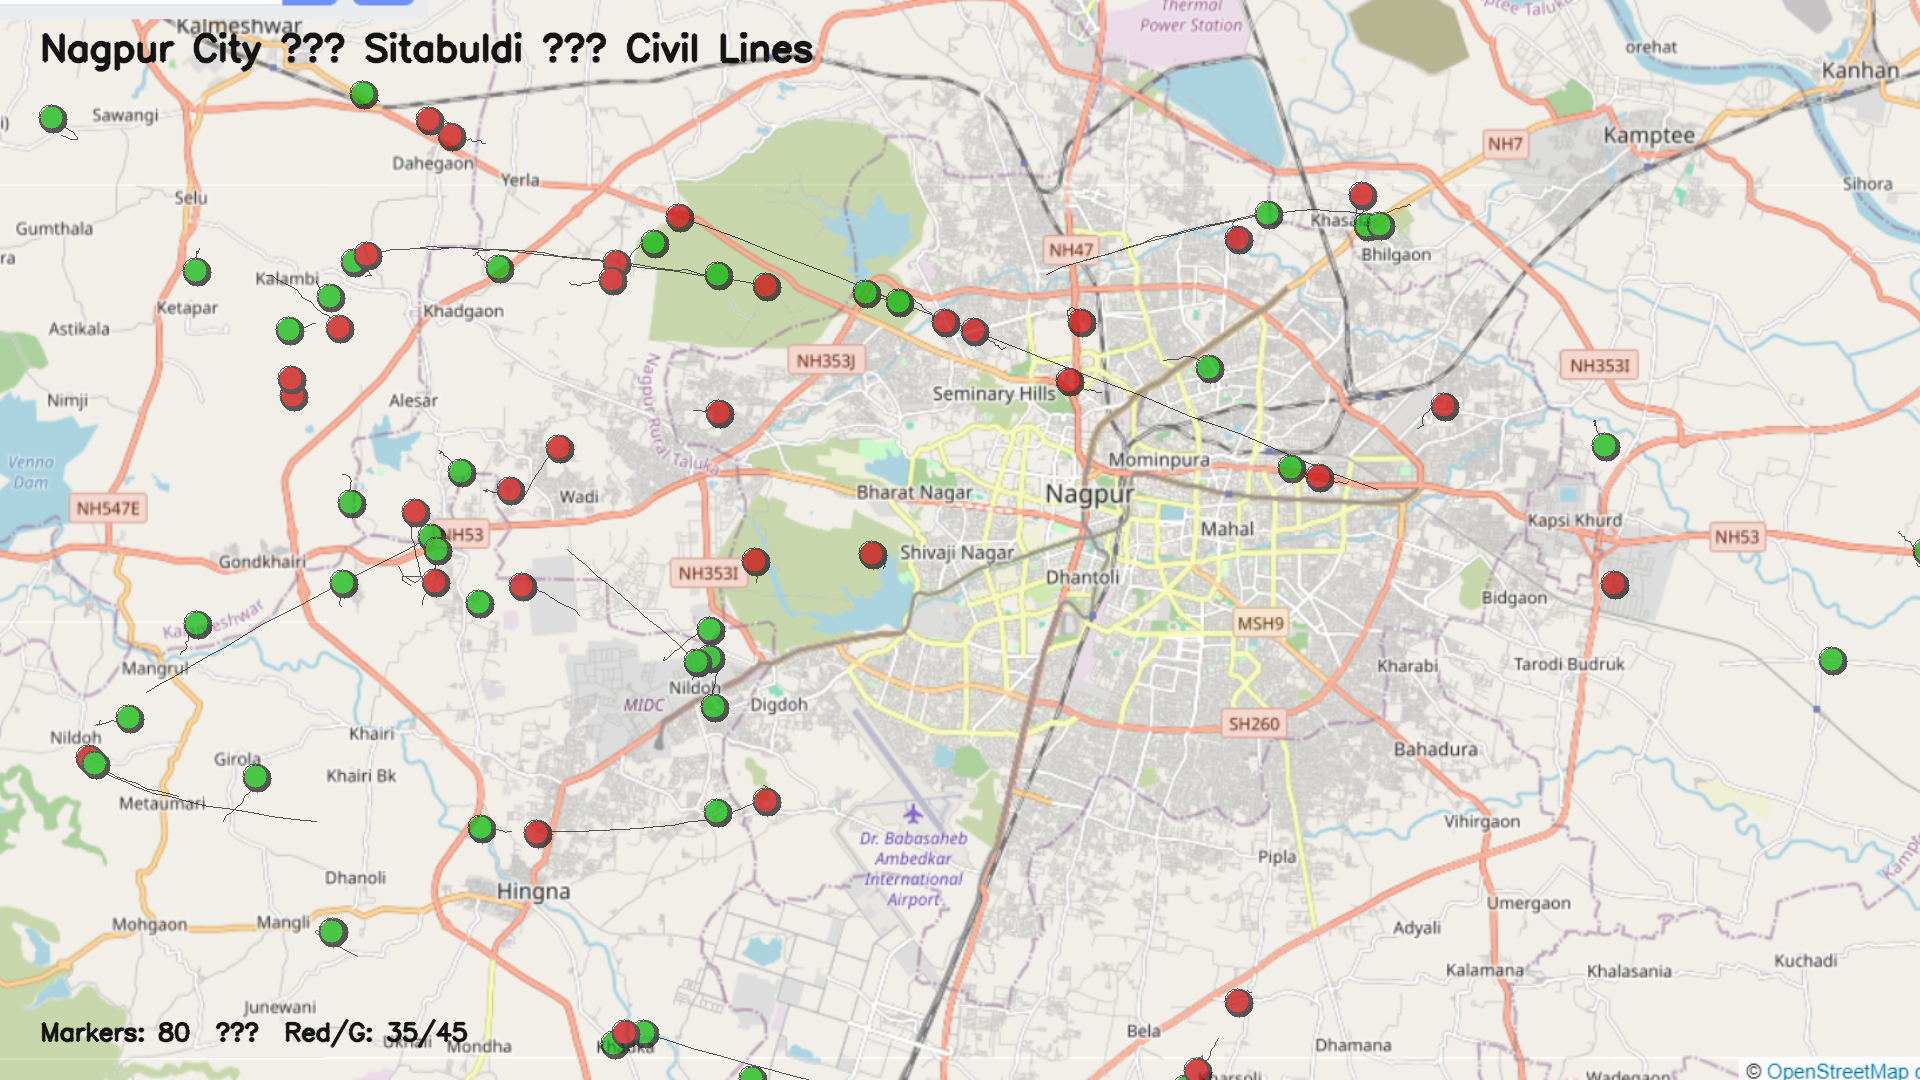 Kalmeshwar
Nagpur City ??? Sitabuldi ??? Civil Lines
Thermal
Power Station
orehat
Kanhan
Sawangi
Dahegaon
Yerla
NH7
Kamptee
Selu
Sihora
Gumthala
Kalambi
NH47
Bhilgaon
Ketapar
Khadgaon
Astikala
NH353J
NH353I
Nimji
Alesar
Seminary Hills
Nagpur Rural Taluka
Venna
Dam
Mominpura
NH547E
Wadi
Bharat Nagar
Nagpur
NH53
Mahal
Kapsi Khurd
NH53
Gondkhairi
Shivaji Nagar
NH353I
Dhantoli
Bidgaon
MSH9
Mangrul
Kharabi
Tarodi Budruk
Nildoh
MIDC
Digdoh
SH260
Nildoh
Khairi
Bahadura
Girola
Khairi Bk
Metaumari
Dr. Babasaheb
Ambedkar
International
Airport
Vihirgaon
Pipla
Dhanoli
Hingna
Umergaon
Mohgaon
Mangli
Adyali
Kalamana
Khalasania
Kuchadi
Junewani
Markers: 80 ??? Red/G: 35/45
Mondha
Bela
Dhamana
Wadegaon
© OpenStreetMap